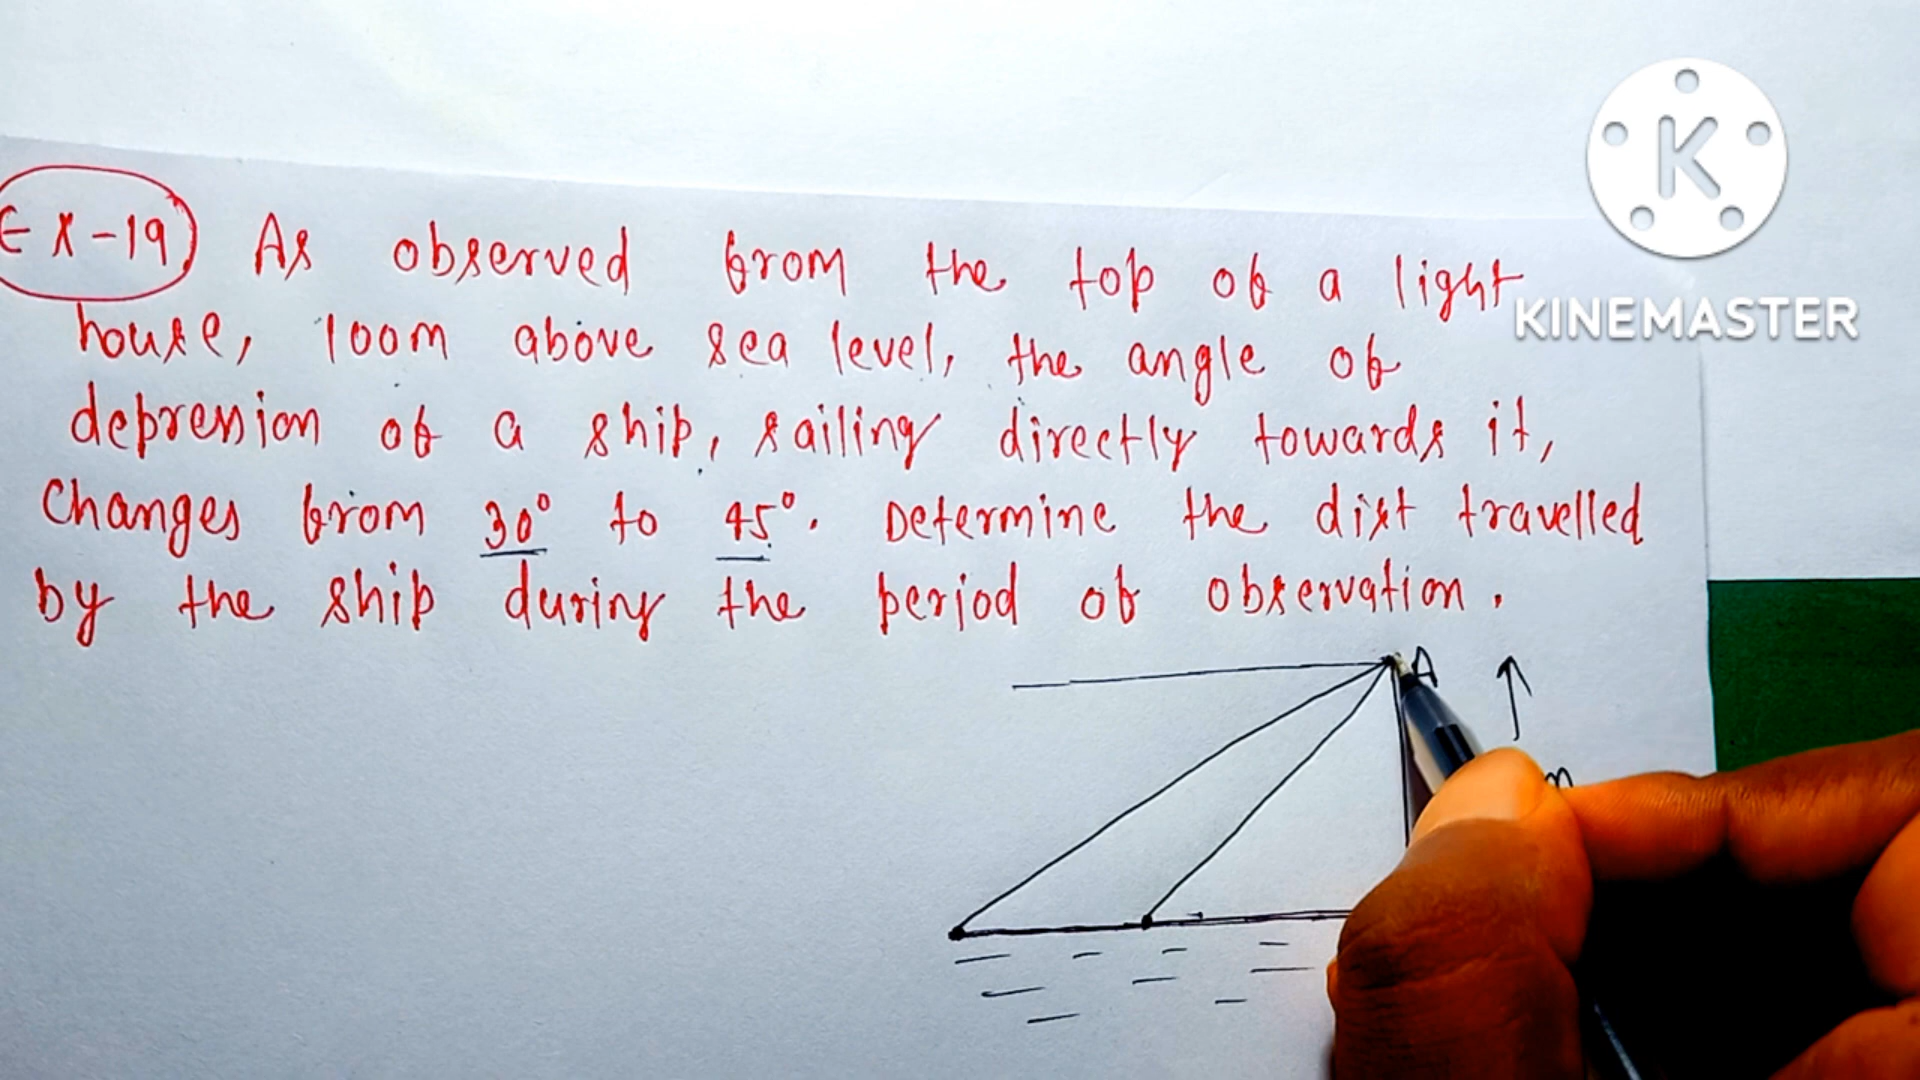 EX-19 As observed from the top of a light
house, 100m above sea level, the angle of
depression of a ship, sailing directly towards it,
changes from 30° to 45°. Determine the dist travelled
by the ship during the period of observation.
K
KINEMASTER
A
m